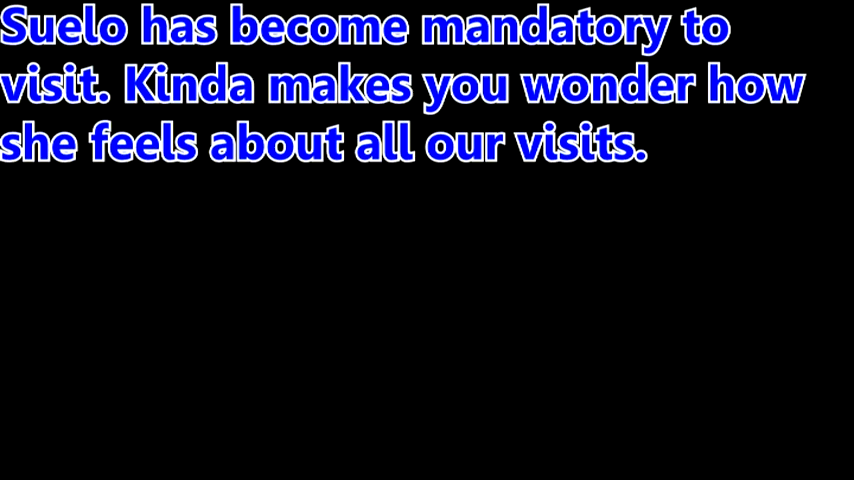 Suelo has become mandatory to
visit. Kinda makes you wonder how
she feels about all our visits.